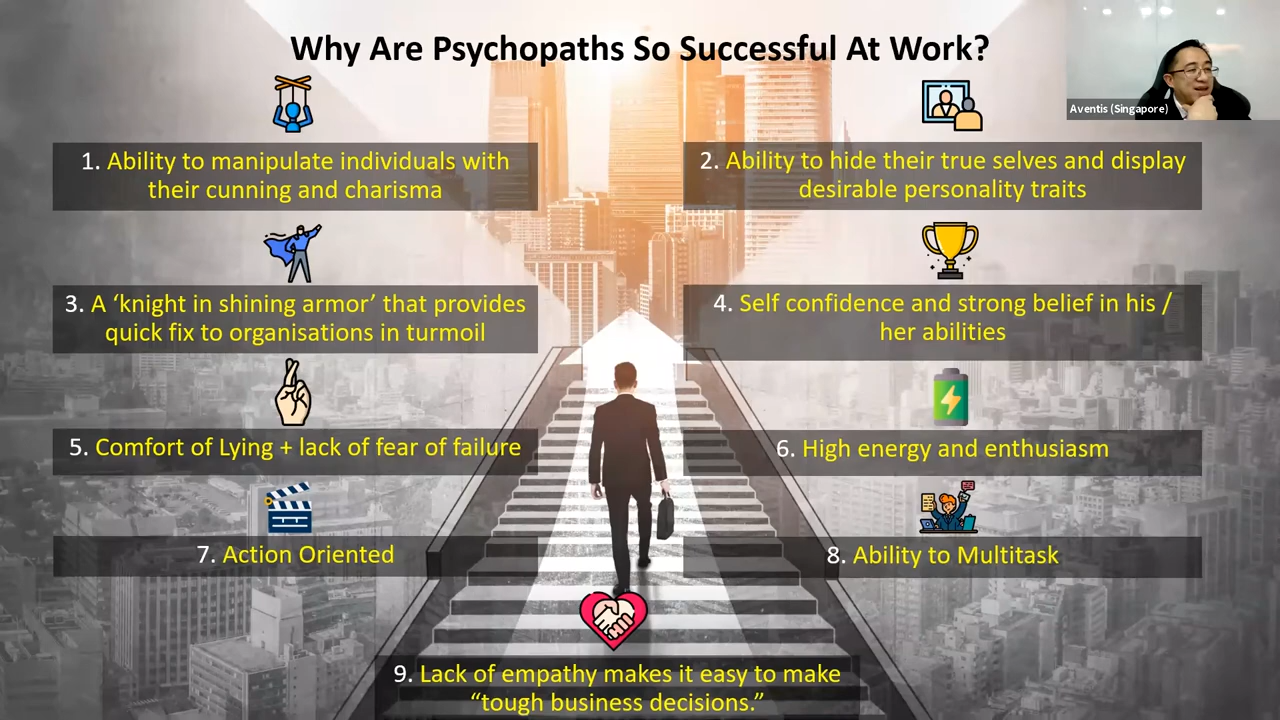 Why Are Psychopaths So Successful At Work?
Aventis (Singapore)
1. Ability to manipulate individuals with
their cunning and charisma
2. Ability to hide their true selves and display
desirable personality traits
3. A ‘knight in shining armor’ that provides
quick fix to organisations in turmoil
4. Self confidence and strong belief in his /
her abilities
5. Comfort of Lying + lack of fear of failure
6. High energy and enthusiasm
7. Action Oriented
8. Ability to Multitask
9. Lack of empathy makes it easy to make
“tough business decisions.”